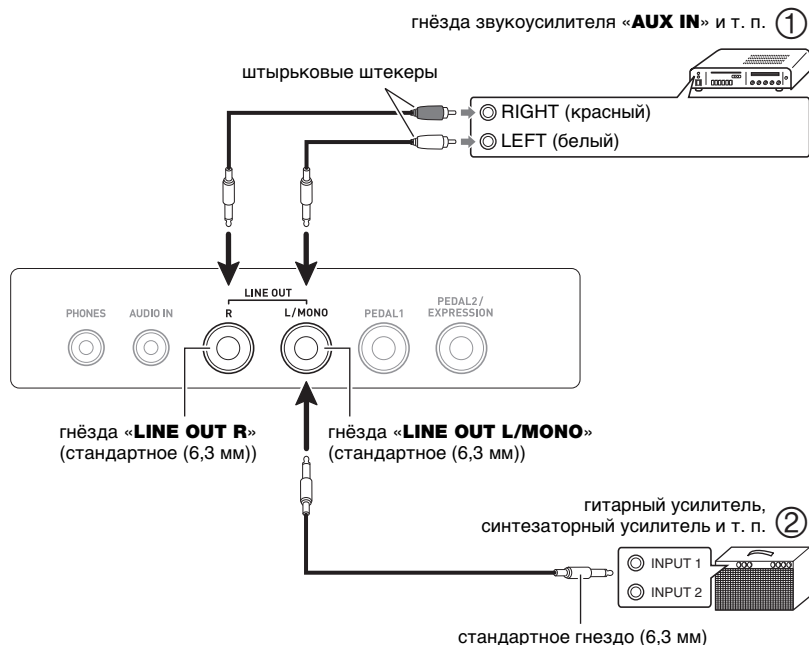 гнёзда звукоусилителя «AUX IN» и т. п. ①
штырьковые штекеры
RIGHT (красный)
LEFT (белый)
LINE OUT
PHONES
AUDIO IN
R
L/MONO
PEDAL1
PEDAL2/
EXPRESSION
гнёзда «LINE OUT R»
(стандартное (6,3 мм))
гнёзда «LINE OUT L/MONO»
(стандартное (6,3 мм))
гитарный усилитель,
синтезаторный усилитель и т. п. ②
INPUT 1
INPUT 2
стандартное гнездо (6,3 мм)